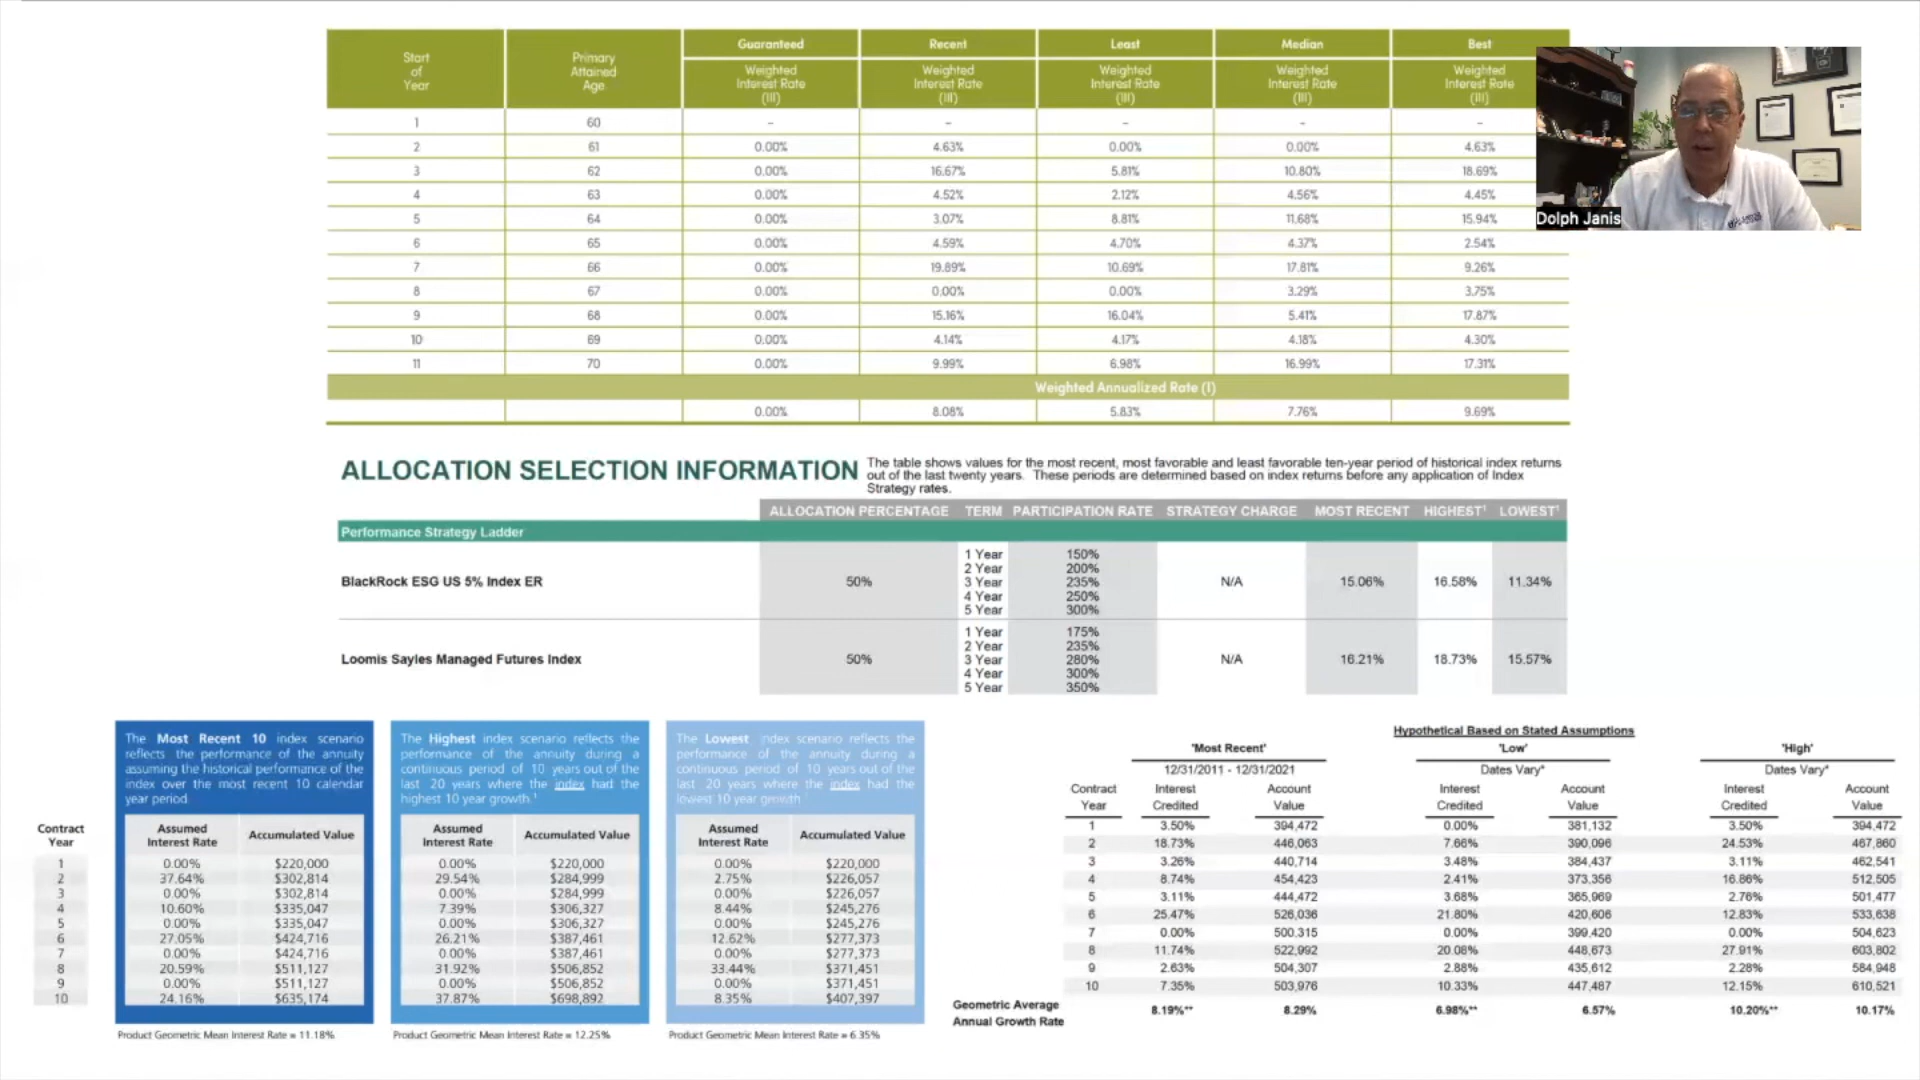 Start of Year Primary Attained Age Guaranteed Recent Least Median Best
Weighted Interest Rate (III) Weighted Interest Rate (III) Weighted Interest Rate (III) Weighted Interest Rate (III) Weighted Interest Rate (III)
1 60 – – – – –
2 61 0.00% 4.63% 0.00% 0.00% 4.63%
3 62 0.00% 16.67% 5.81% 10.80% 18.69%
4 63 0.00% 4.52% 2.12% 4.56% 4.45%
5 64 0.00% 3.07% 8.81% 11.68% 15.94%
6 65 0.00% 4.59% 4.70% 4.37% 2.54%
7 66 0.00% 19.89% 10.69% 17.81% 9.26%
8 67 0.00% 0.00% 0.00% 3.29% 3.75%
9 68 0.00% 15.16% 16.04% 5.41% 17.87%
10 69 0.00% 4.14% 4.17% 4.18% 4.30%
11 70 0.00% 9.99% 6.98% 16.99% 17.31%
Weighted Annualized Rate (I)
0.00% 8.08% 5.83% 7.76% 9.69%
Dolph Janis
ALLOCATION SELECTION INFORMATION
The table shows values for the most recent, most favorable and least favorable ten-year period of historical index returns
out of the last twenty years. These periods are determined based on index returns before any application of Index
Strategy rates.
ALLOCATION PERCENTAGE TERM PARTICIPATION RATE STRATEGY CHARGE MOST RECENT HIGHEST¹ LOWEST¹
Performance Strategy Ladder
1 Year 150%
2 Year 200%
BlackRock ESG US 5% Index ER 50% 3 Year 235% N/A 15.06% 16.58% 11.34%
4 Year 250%
5 Year 300%
1 Year 175%
2 Year 235%
Loomis Sayles Managed Futures Index 50% 3 Year 280% N/A 16.21% 18.73% 15.57%
4 Year 300%
5 Year 350%
The Most Recent 10 index scenario
reflects the performance of the annuity
assuming the historical performance of the
index over the most recent 10 calendar
year period.
The Highest index scenario reflects the
performance of the annuity during a
continuous period of 10 years out of the
last 20 years where the index had the
highest 10 year growth.¹
The Lowest index scenario reflects the
performance of the annuity during a
continuous period of 10 years out of the
last 20 years where the index had the
lowest 10 year growth.¹
Contract Year Assumed Interest Rate Accumulated Value Assumed Interest Rate Accumulated Value Assumed Interest Rate Accumulated Value
1 0.00% $220,000 0.00% $220,000 0.00% $220,000
2 37.64% $302,814 29.54% $284,999 2.75% $226,057
3 0.00% $302,814 0.00% $284,999 0.00% $226,057
4 10.60% $335,047 7.39% $306,327 8.44% $245,276
5 0.00% $335,047 0.00% $306,327 0.00% $245,276
6 27.05% $424,716 26.21% $387,461 12.62% $277,373
7 0.00% $424,716 0.00% $387,461 0.00% $277,373
8 20.59% $511,127 31.92% $506,852 33.44% $371,451
9 0.00% $511,127 0.00% $506,852 0.00% $371,451
10 24.16% $635,174 37.87% $698,892 8.35% $407,397
Product Geometric Mean Interest Rate = 11.18% Product Geometric Mean Interest Rate = 12.25% Product Geometric Mean Interest Rate = 6.35%
Hypothetical Based on Stated Assumptions
'Most Recent' 'Low' 'High'
12/31/2011 - 12/31/2021 Dates Vary* Dates Vary*
Contract Interest Account Interest Account Interest Account
Year Credited Value Credited Value Credited Value
1 3.50% 394,472 0.00% 381,132 3.50% 394,472
2 18.73% 446,063 7.66% 390,096 24.53% 467,860
3 3.26% 440,714 3.48% 384,437 3.11% 462,541
4 8.74% 454,423 2.41% 373,356 16.86% 512,505
5 3.11% 444,472 3.68% 365,969 2.76% 501,477
6 25.47% 526,036 21.80% 420,606 12.83% 533,638
7 0.00% 500,315 0.00% 399,420 0.00% 504,623
8 11.74% 522,992 20.08% 448,673 27.91% 603,802
9 2.63% 504,307 2.88% 435,612 2.28% 584,948
10 7.35% 503,976 10.33% 447,487 12.15% 610,521
Geometric Average
Annual Growth Rate 8.19%** 8.29% 6.98%** 6.57% 10.20%** 10.17%